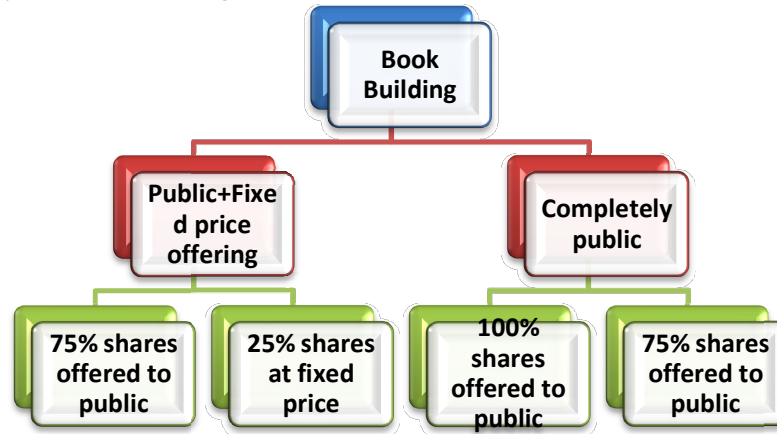 Book
Building
Public+Fixe
d price
offering
Completely
public
75% shares
offered to
public
25% shares
at fixed
price
100%
shares
offered to
public
75% shares
offered to
public